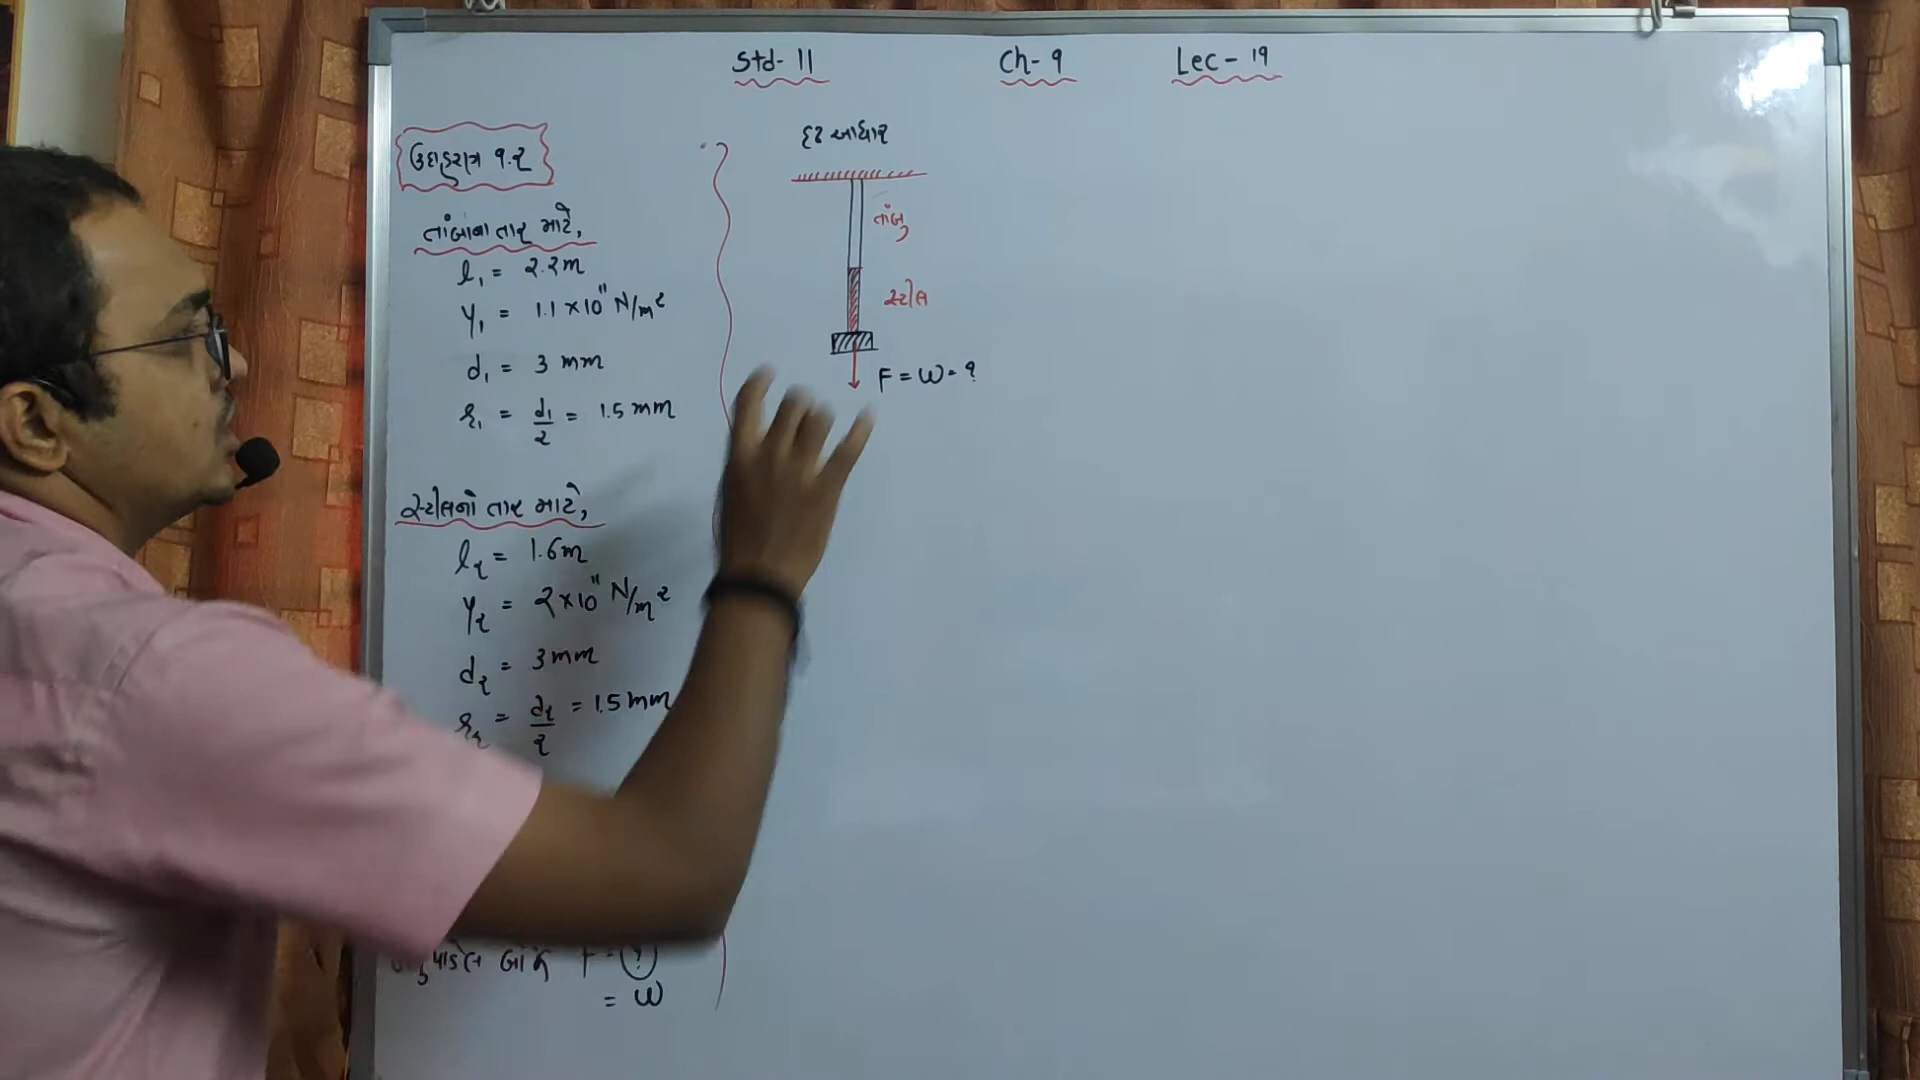 Std- 11 Ch- 9 Lec - 19
ઉદાહરણ ૧.૨
તાંબાના તાર માટે,
l₁ = 2.2m
Y₁ = 1.1 × 10¹¹ N/m²
d₁ = 3 mm
r₁ = d₁/2 = 1.5 mm
સ્ટીલના તાર માટે,
l₂ = 1.6m
Y₂ = 2×10¹¹ N/m²
d₂ = 3mm
r₂ = d₂/2 = 1.5 mm
F = ?
= W
દૃઢ આધાર
તાંબુ
સ્ટીલ
F = W = ?